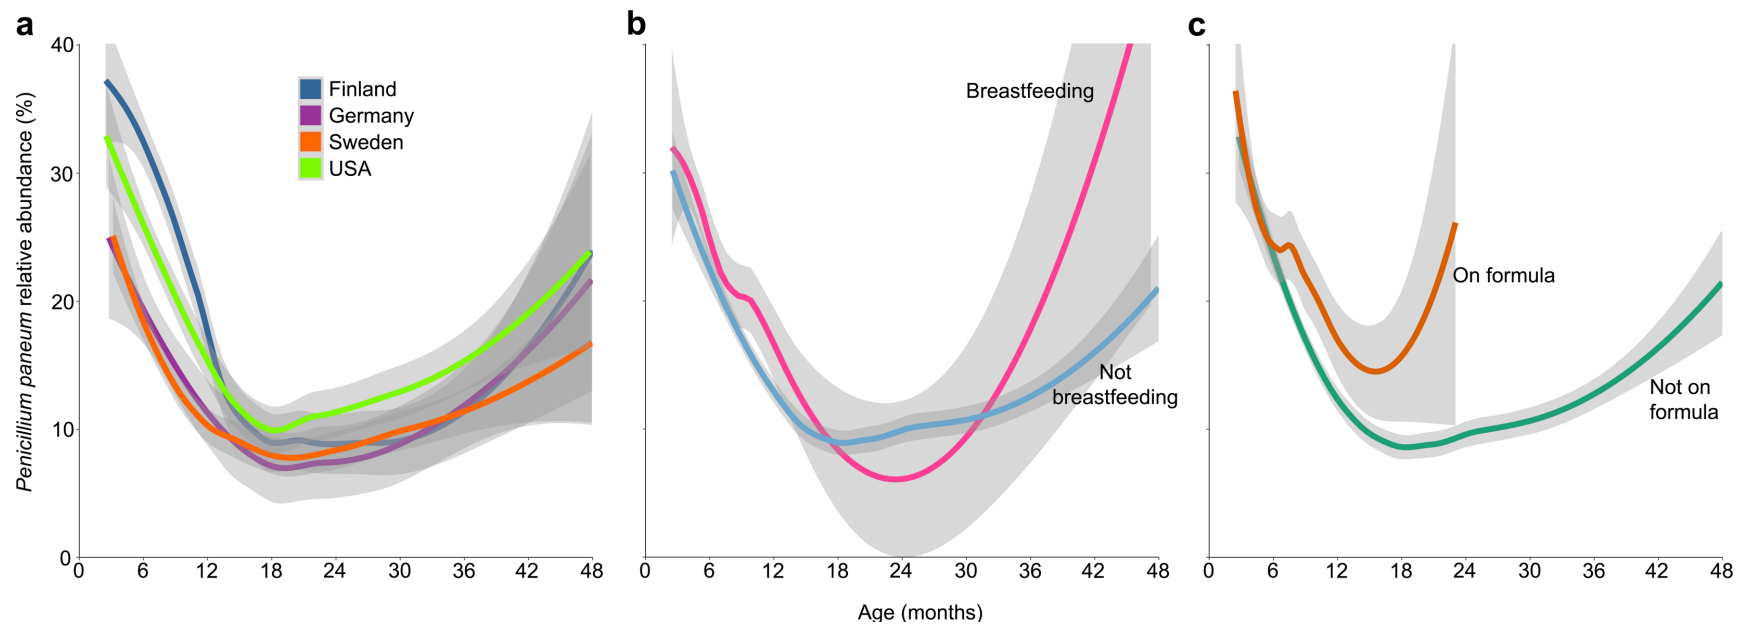 a
b
c
Penicillium paneum relative abundance (%)
40
30
20
10
0
Finland
Germany
Sweden
USA
0 6 12 18 24 30 36 42 48
Breastfeeding
Not
breastfeeding
0 6 12 18 24 30 36 42 48
On formula
Not on
formula
0 6 12 18 24 30 36 42 48
Age (months)